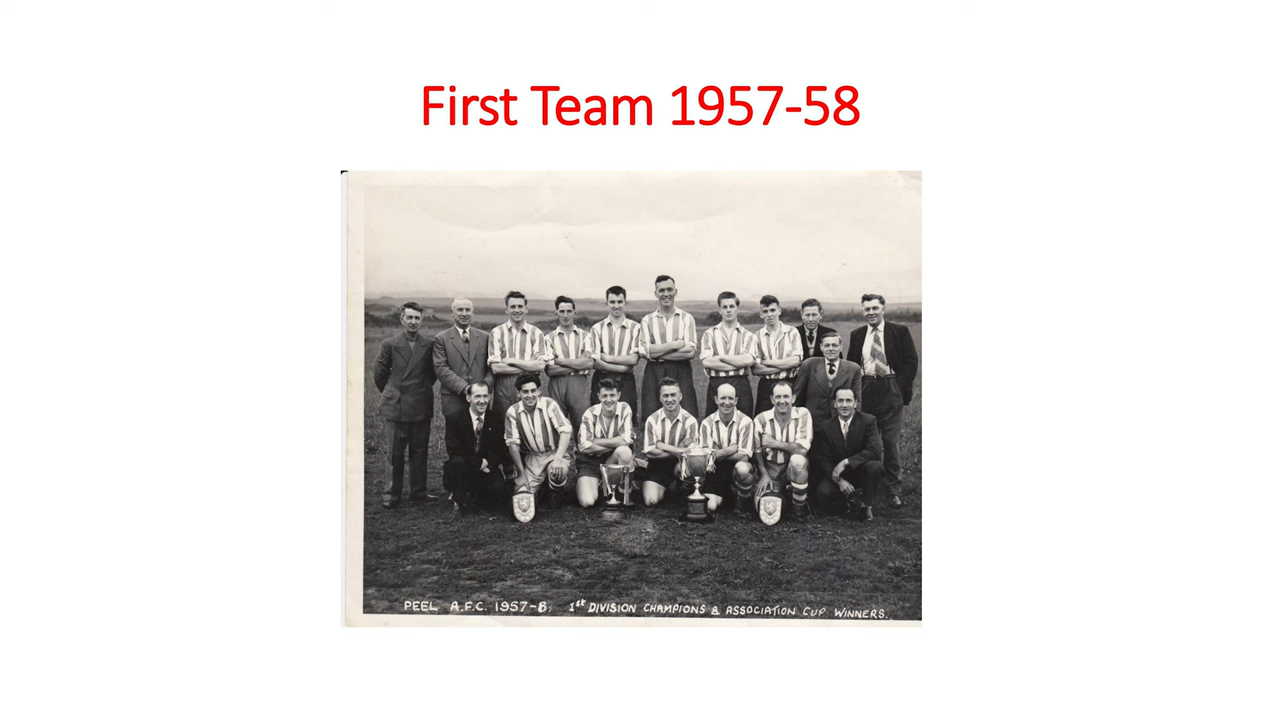 First Team 1957-58
PEEL A.F.C. 1957-8. 1st DIVISION CHAMPIONS & ASSOCIATION CUP WINNERS.